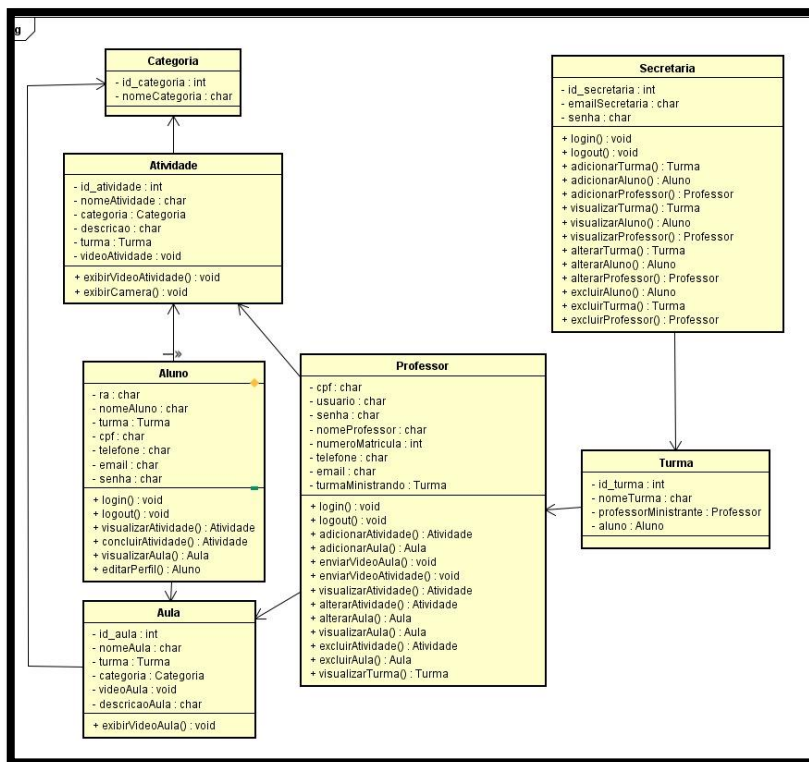 g
Categoria
- id_categoria : int
- nomeCategoria : char
Atividade
- id_atividade : int
- nomeAtividade : char
- categoria : Categoria
- descricao : char
- turma : Turma
- videoAtividade : void
+ exibirVideoAtividade() : void
+ exibirCamera() : void
Aluno
- ra : char
- nomeAluno : char
- turma : Turma
- cpf : char
- telefone : char
- email : char
- senha : char
+ login() : void
+ logout() : void
+ visualizarAtividade() : Atividade
+ concluirAtividade() : Atividade
+ visualizarAula() : Aula
+ editarPerfil() : Aluno
Aula
- id_aula : int
- nomeAula : char
- turma : Turma
- categoria : Categoria
- videoAula : void
- descricaoAula : char
+ exibirVideoAula() : void
Professor
- cpf : char
- usuario : char
- senha : char
- nomeProfessor : char
- numeroMatricula : int
- telefone : char
- email : char
- turmaMinistrando : Turma
+ login() : void
+ logout() : void
+ adicionarAtividade() : Atividade
+ adicionarAula() : Aula
+ enviarVideoAula() : void
+ enviarVideoAtividade() : void
+ visualizarAtividade() : Atividade
+ alterarAtividade() : Atividade
+ alterarAula() : Aula
+ visualizarAula() : Aula
+ excluirAtividade() : Atividade
+ excluirAula() : Aula
+ visualizarTurma() : Turma
Secretaria
- id_secretaria : int
- emailSecretaria : char
- senha : char
+ login() : void
+ logout() : void
+ adicionarTurma() : Turma
+ adicionarAluno() : Aluno
+ adicionarProfessor() : Professor
+ visualizarTurma() : Turma
+ visualizarAluno() : Aluno
+ visualizarProfessor() : Professor
+ alterarTurma() : Turma
+ alterarAluno() : Aluno
+ alterarProfessor() : Professor
+ excluirAluno() : Aluno
+ excluirTurma() : Turma
+ excluirProfessor() : Professor
Turma
- id_turma : int
- nomeTurma : char
- professorMinistrante : Professor
- aluno : Aluno